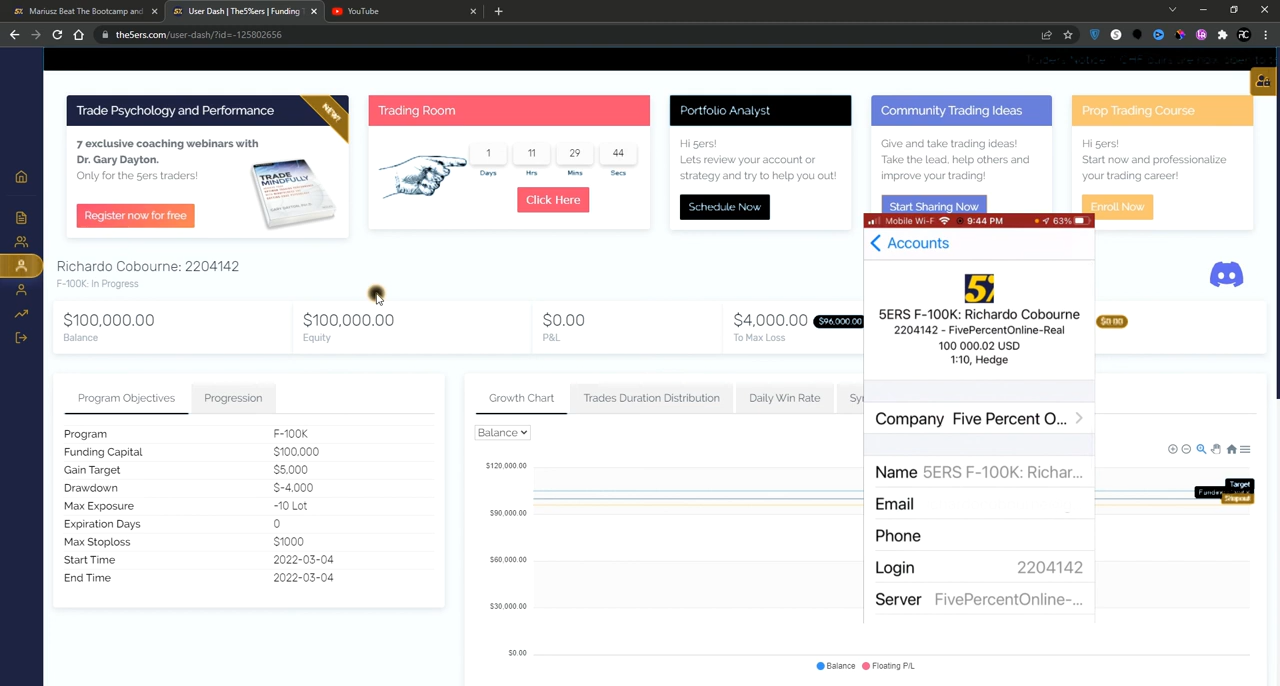 Mariusz Beat The Bootcamp and
User Dash | The5%ers | Funding T
YouTube
the5ers.com/user-dash/?id=-125802656
Trade Psychology and Performance
NEW!
7 exclusive coaching webinars with
Dr. Gary Dayton.
Only for the 5ers traders!
TRADE
MINDFULLY
Register now for free
Trading Room
1 11 29 44
Days Hrs Mins Secs
Click Here
Portfolio Analyst
Hi 5ers!
Lets review your account or
strategy and try to help you out!
Schedule Now
Community Trading Ideas
Give and take trading ideas!
Take the lead, help others and
improve your trading!
Start Sharing Now
Prop Trading Course
Hi 5ers!
Start now and professionalize
your trading career!
Enroll Now
Richardo Cobourne: 2204142
F-100K: In Progress
$100,000.00
Balance
$100,000.00
Equity
$0.00
P&L
$4,000.00 $96,000.00
To Max Loss
$0.00
Program Objectives Progression
Program F-100K
Funding Capital $100,000
Gain Target $5,000
Drawdown $-4,000
Max Exposure -10 Lot
Expiration Days 0
Max Stoploss $1000
Start Time 2022-03-04
End Time 2022-03-04
Growth Chart Trades Duration Distribution Daily Win Rate
Balance
$120,000.00
$90,000.00
$60,000.00
$30,000.00
$0.00
Target
Stopout
Balance Floating P/L
Mobile Wi-F 9:44 PM 63%
Accounts
5ERS F-100K: Richardo Cobourne
2204142 - FivePercentOnline-Real
100 000.02 USD
1:10, Hedge
Company Five Percent O...
Name 5ERS F-100K: Richar...
Email
Phone
Login 2204142
Server FivePercentOnline-...